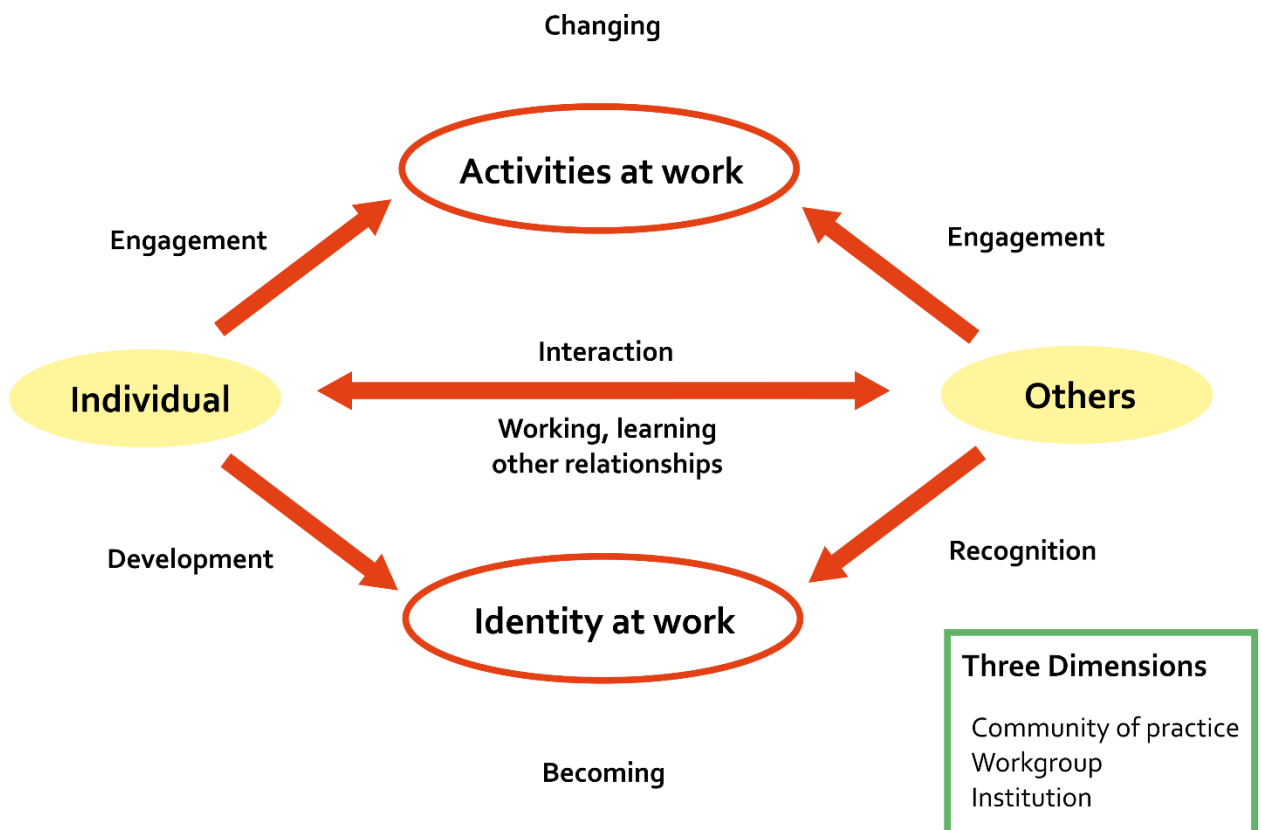 Changing
Activities at work
Engagement
Engagement
Interaction
Individual
Others
Working, learning
other relationships
Development
Recognition
Identity at work
Three Dimensions
Community of practice
Workgroup
Institution
Becoming